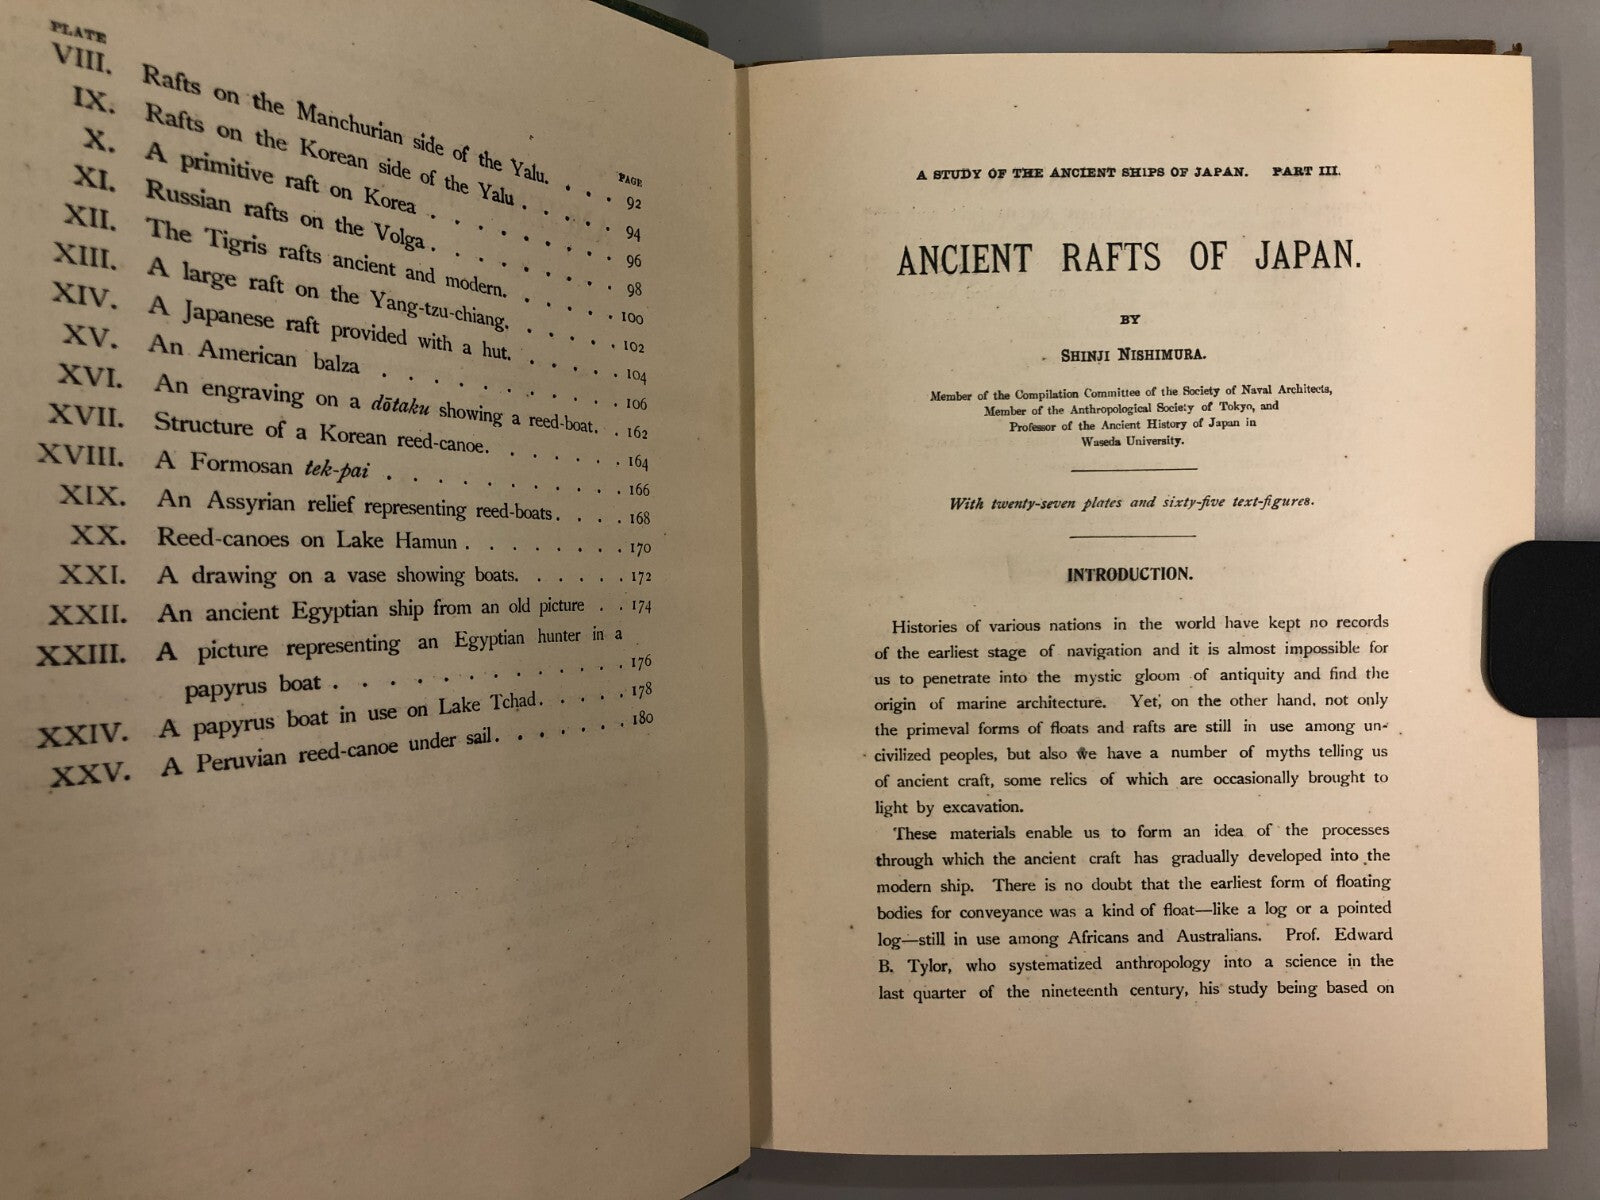 PLATE
PAGE
VIII. Rafts on the Manchurian side of the Yalu. . . . 92
IX. Rafts on the Korean side of the Yalu . . . . . 94
X. A primitive raft on Korea . . . . . . . . 96
XI. Russian rafts on the Volga . . . . . . . . 98
XII. The Tigris rafts ancient and modern. . . . . . 100
XIII. A large raft on the Yang-tzu-chiang. . . . . . 102
XIV. A Japanese raft provided with a hut. . . . . . 104
XV. An American balza . . . . . . . . . . 106
XVI. An engraving on a dōtaku showing a reed-boat. . 162
XVII. Structure of a Korean reed-canoe. . . . . . . 164
XVIII. A Formosan tek-pai . . . . . . . . . . 166
XIX. An Assyrian relief representing reed-boats. . . . . 168
XX. Reed-canoes on Lake Hamun . . . . . . . . 170
XXI. A drawing on a vase showing boats. . . . . . 172
XXII. An ancient Egyptian ship from an old picture . . 174
XXIII. A picture representing an Egyptian hunter in a
papyrus boat . . . . . . . . . . . 176
XXIV. A papyrus boat in use on Lake Tchad. . . . . 178
XXV. A Peruvian reed-canoe under sail. . . . . . . 180
A STUDY OF THE ANCIENT SHIPS OF JAPAN. PART III.
ANCIENT RAFTS OF JAPAN.
BY
SHINJI NISHIMURA.
Member of the Compilation Committee of the Society of Naval Architects,
Member of the Anthropological Society of Tokyo, and
Professor of the Ancient History of Japan in
Waseda University.
With twenty-seven plates and sixty-five text-figures.
INTRODUCTION.
Histories of various nations in the world have kept no records
of the earliest stage of navigation and it is almost impossible for
us to penetrate into the mystic gloom of antiquity and find the
origin of marine architecture. Yet, on the other hand, not only
the primeval forms of floats and rafts are still in use among un-
civilized peoples, but also we have a number of myths telling us
of ancient craft, some relics of which are occasionally brought to
light by excavation.
These materials enable us to form an idea of the processes
through which the ancient craft has gradually developed into the
modern ship. There is no doubt that the earliest form of floating
bodies for conveyance was a kind of float—like a log or a pointed
log—still in use among Africans and Australians. Prof. Edward
B. Tylor, who systematized anthropology into a science in the
last quarter of the nineteenth century, his study being based on